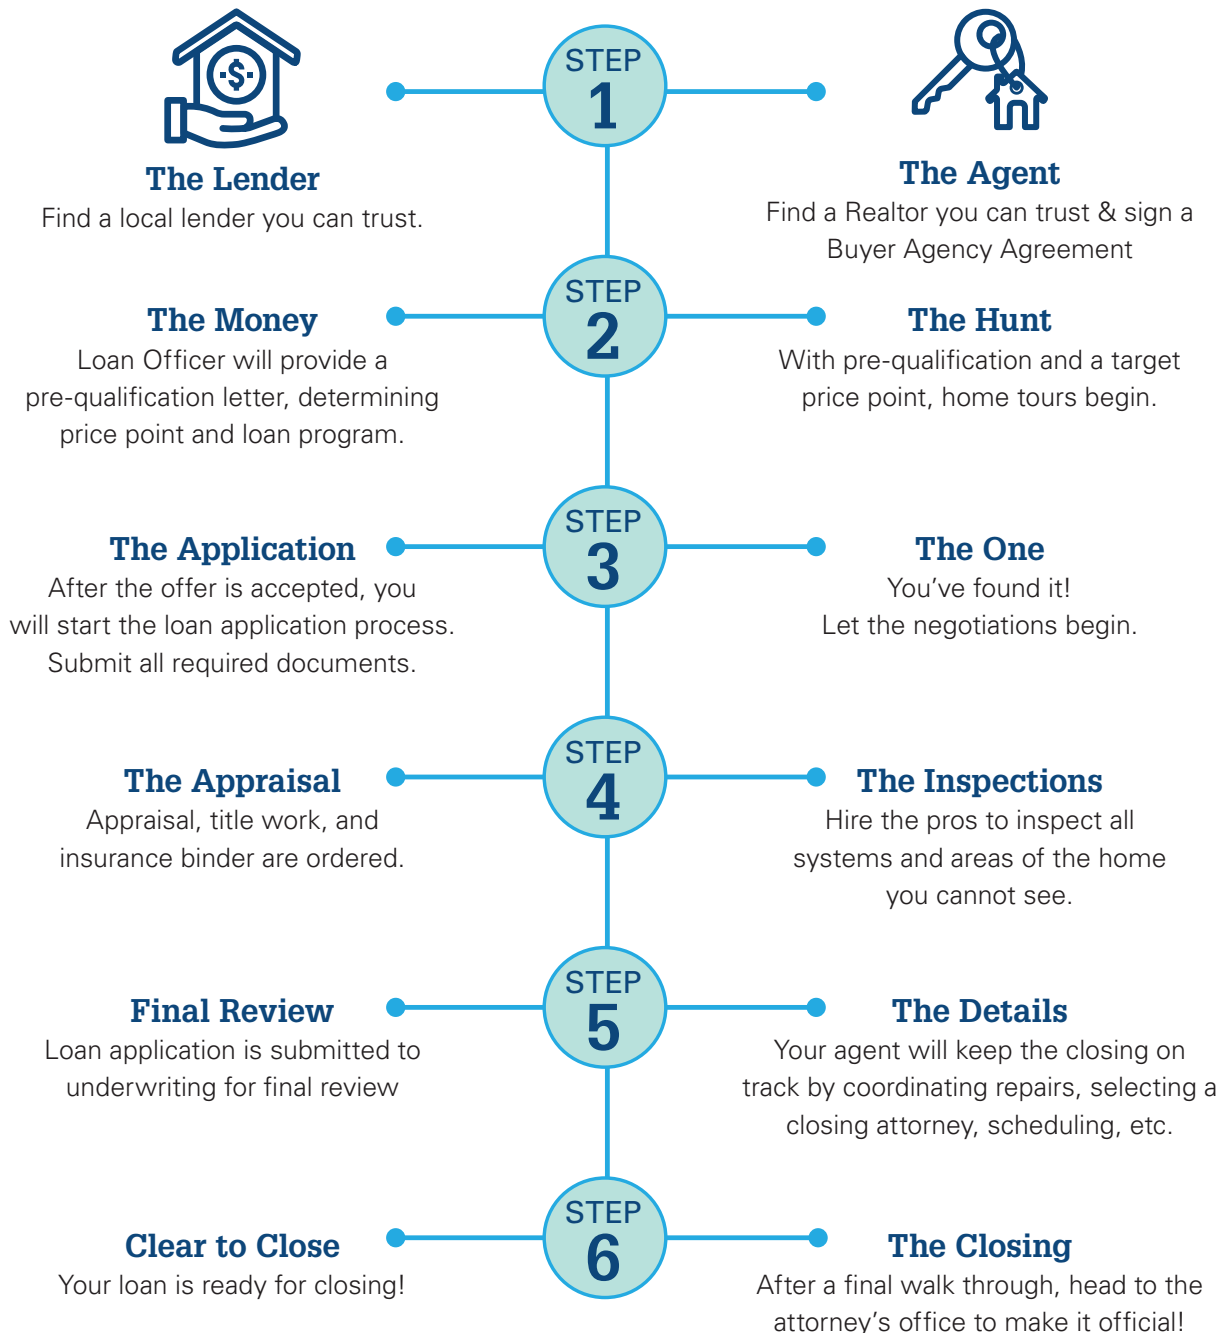 STEP
1
The Lender
Find a local lender you can trust.
The Agent
Find a Realtor you can trust & sign a
Buyer Agency Agreement
STEP
2
The Money
Loan Officer will provide a
pre-qualification letter, determining
price point and loan program.
The Hunt
With pre-qualification and a target
price point, home tours begin.
STEP
3
The Application
After the offer is accepted, you
will start the loan application process.
Submit all required documents.
The One
You've found it!
Let the negotiations begin.
STEP
4
The Appraisal
Appraisal, title work, and
insurance binder are ordered.
The Inspections
Hire the pros to inspect all
systems and areas of the home
you cannot see.
STEP
5
Final Review
Loan application is submitted to
underwriting for final review
The Details
Your agent will keep the closing on
track by coordinating repairs, selecting a
closing attorney, scheduling, etc.
STEP
6
Clear to Close
Your loan is ready for closing!
The Closing
After a final walk through, head to the
attorney's office to make it official!